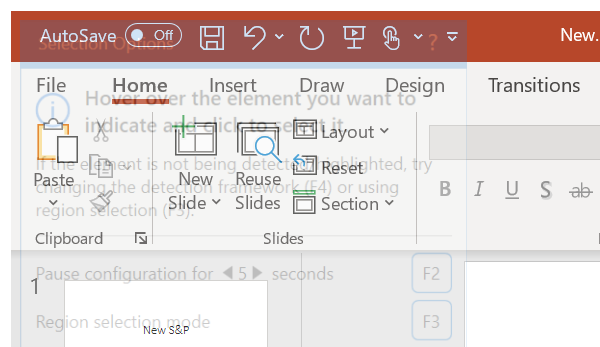 AutoSave Off New.
Selection Options ?
File Home Insert Draw Design Transitions
Hover over the element you want to
indicate and click to select it
Layout
If the element is not being detected/highlighted, try
Reset
Paste New Reuse
changing the detection framework (F4) or using
Slide Slides Section
B I U S ab
region selection (F3).
Clipboard Slides
Pause configuration for 5 seconds F2
1
Region selection mode F3
New S&P